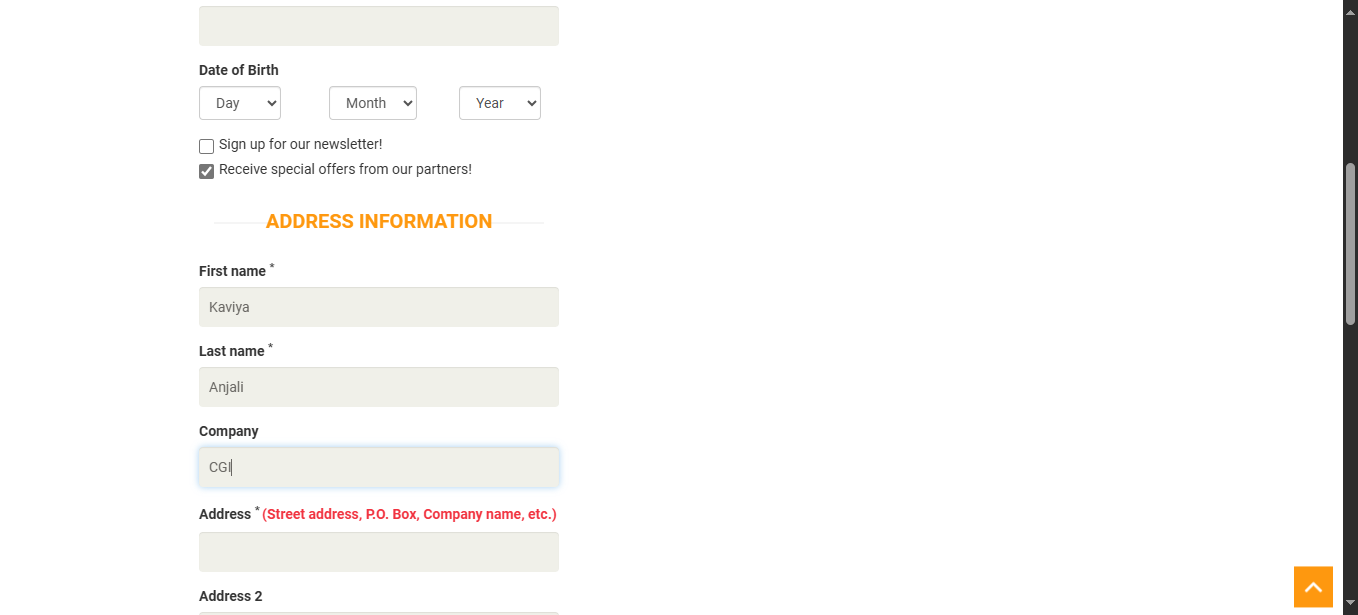 Date of Birth
Day Month Year
Sign up for our newsletter!
Receive special offers from our partners!
ADDRESS INFORMATION
First name *
Kaviya
Last name *
Anjali
Company
CGI
Address * (Street address, P.O. Box, Company name, etc.)
Address 2